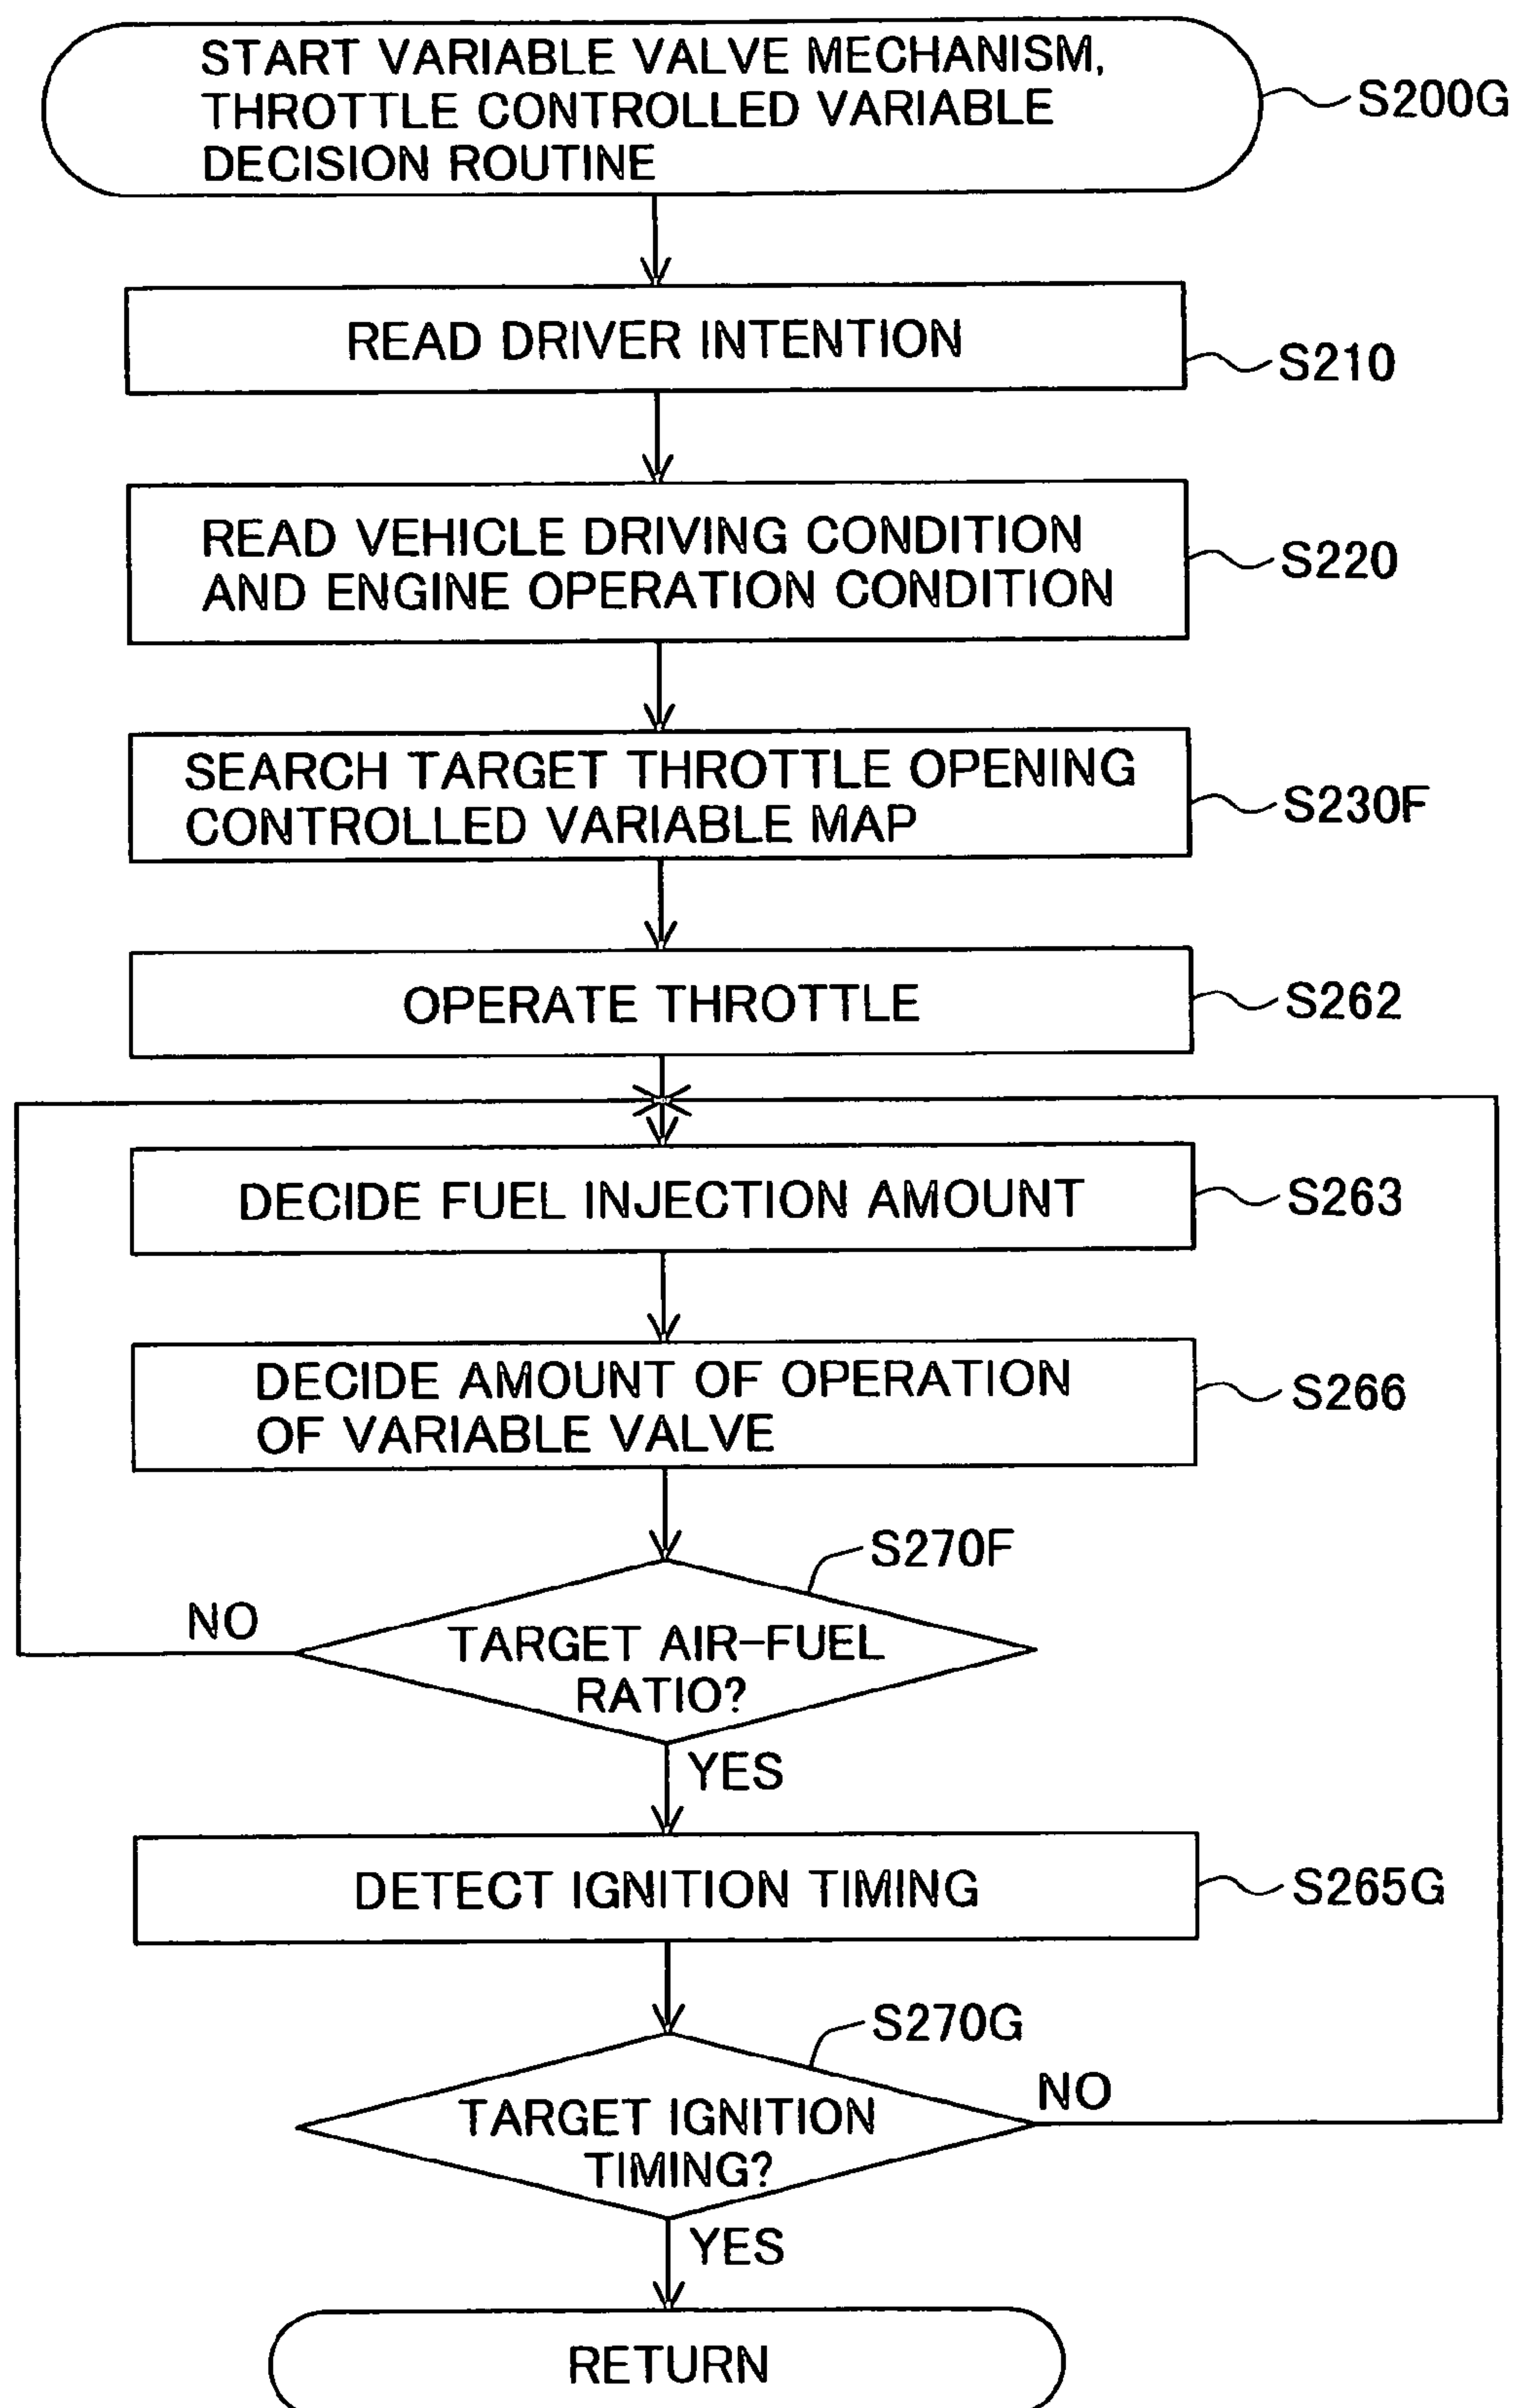 START VARIABLE VALVE MECHANISM,
THROTTLE CONTROLLED VARIABLE
DECISION ROUTINE
S200G
READ DRIVER INTENTION
S210
READ VEHICLE DRIVING CONDITION
AND ENGINE OPERATION CONDITION
S220
SEARCH TARGET THROTTLE OPENING
CONTROLLED VARIABLE MAP
S230F
OPERATE THROTTLE
S262
DECIDE FUEL INJECTION AMOUNT
S263
DECIDE AMOUNT OF OPERATION
OF VARIABLE VALVE
S266
S270F
NO
TARGET AIR-FUEL
RATIO?
YES
DETECT IGNITION TIMING
S265G
S270G
NO
TARGET IGNITION
TIMING?
YES
RETURN